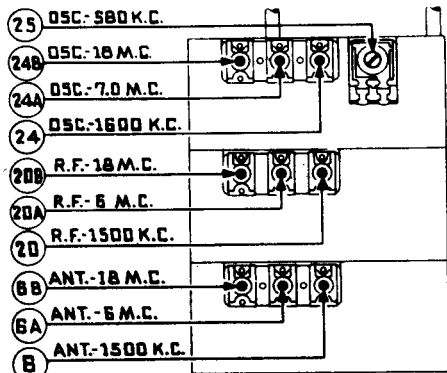 25 OSC.-580 K.C.
24B OSC.-18 M.C.
24A OSC.-7.0 M.C.
24 OSC.-1600 K.C.
20B R.F.-18 M.C.
20A R.F.-6 M.C.
20 R.F.-1500 K.C.
6B ANT.-18 M.C.
6A ANT.-6 M.C.
6 ANT.-1500 K.C.